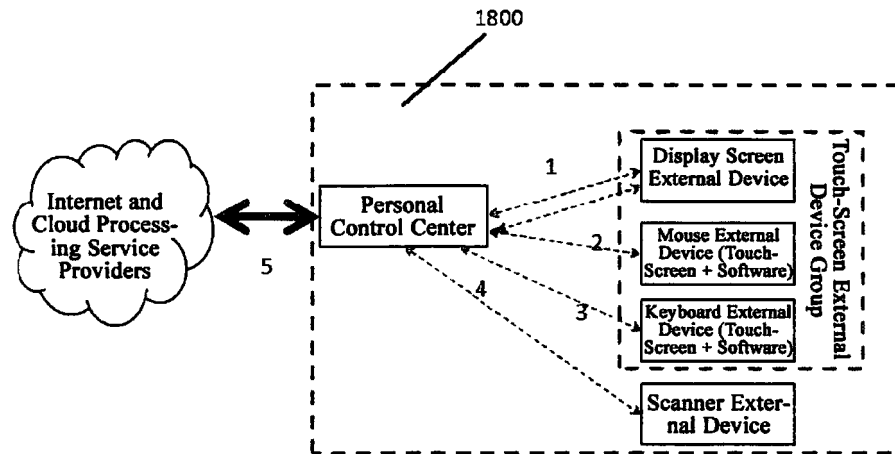 1800
Internet and
Cloud Process-
ing Service
Providers
5
Personal
Control Center
1
2
3
4
Display Screen
External Device
Mouse External
Device (Touch-
Screen + Software)
Keyboard External
Device (Touch-
Screen + Software)
Touch-Screen External
Device Group
Scanner Exter-
nal Device